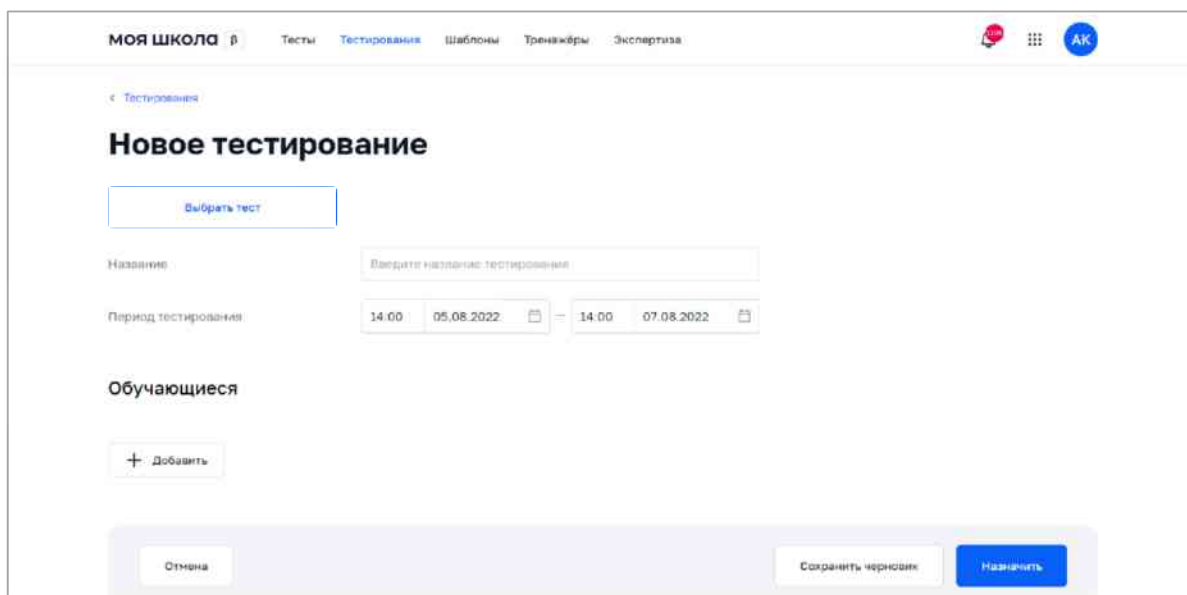 моя школа β Тесты Тестирования Шаблоны Тренажёры Экспертиза АК
‹ Тестирования
Новое тестирование
Выбрать тест
Название Введите название тестирования
Период тестирования 14:00 05.08.2022 — 14:00 07.08.2022
Обучающиеся
+ Добавить
Отмена Сохранить черновик Назначить